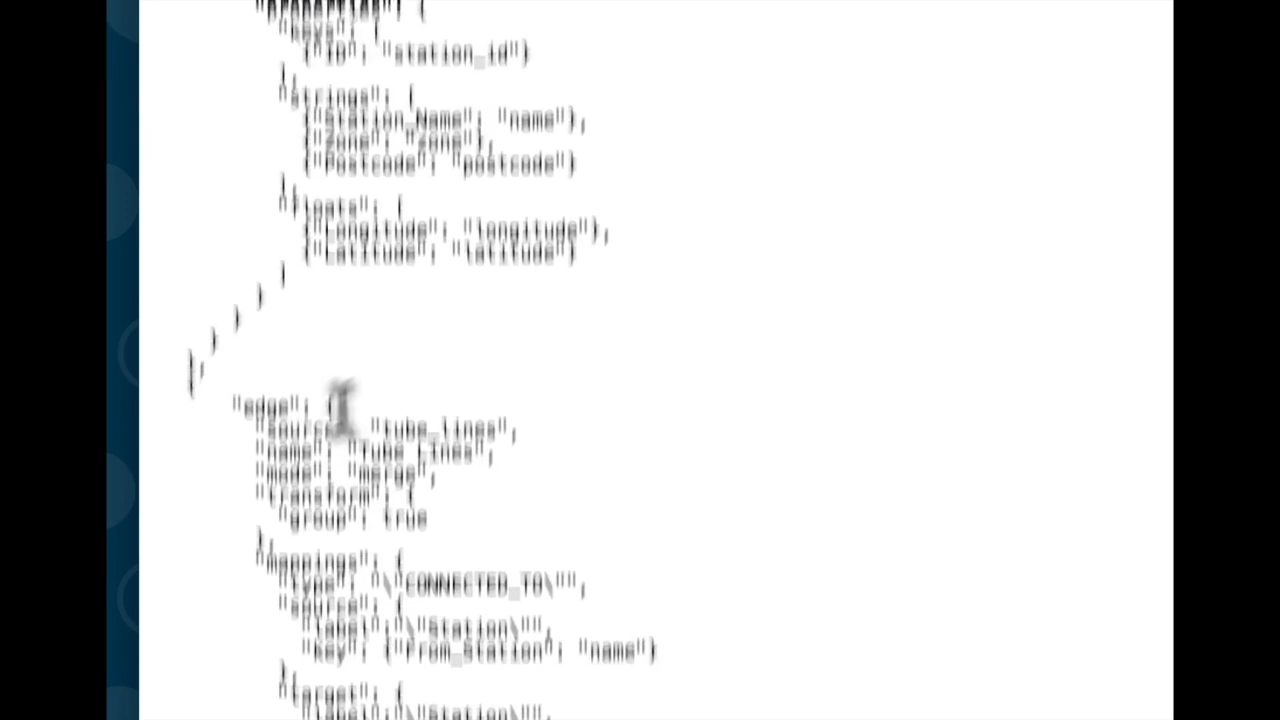 "properties": {
"keys": [
{"ID": "station_id"}
],
"strings": [
{"Station_Name": "name"},
{"Zone": "zone"},
{"Postcode": "postcode"}
],
"floats": [
{"Longitude": "longitude"},
{"Latitude": "latitude"}
]
}
}
}
},
"edge": {
"source": "tube_lines",
"name": "Tube Lines",
"mode": "merge",
"transform": {
"group": true
},
"mappings": {
"type": "\"CONNECTED_TO\"",
"source": {
"label": "\"Station\"",
"key": {"From_Station": "name"}
},
"target": {
"label": "\"Station\"",